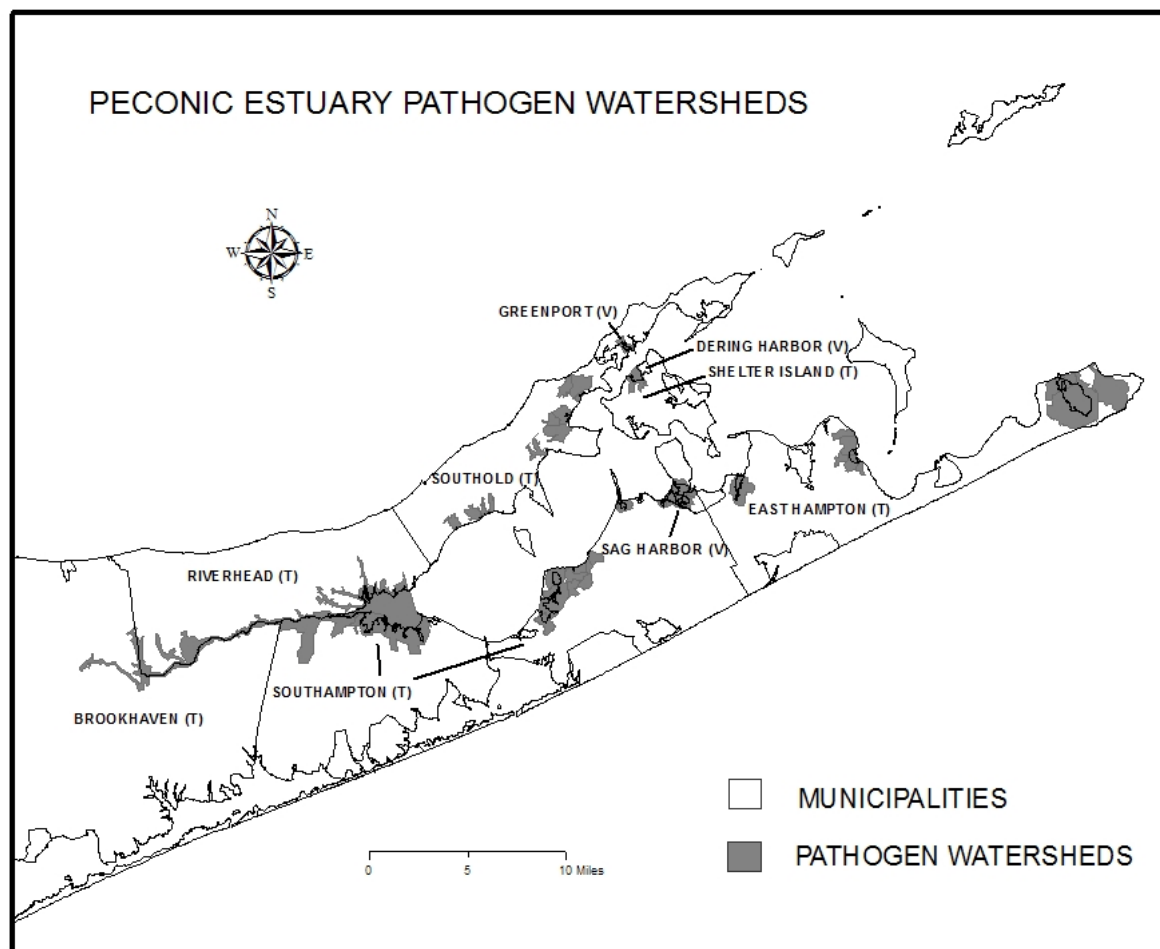 PECONIC ESTUARY PATHOGEN WATERSHEDS
N
W
E
S
GREENPORT (V)
DERING HARBOR (V)
SHELTER ISLAND (T)
SOUTHOLD (T)
EAST HAMPTON (T)
SAG HARBOR (V)
RIVERHEAD (T)
SOUTHAMPTON (T)
BROOKHAVEN (T)
MUNICIPALITIES
PATHOGEN WATERSHEDS
0 5 10 Miles